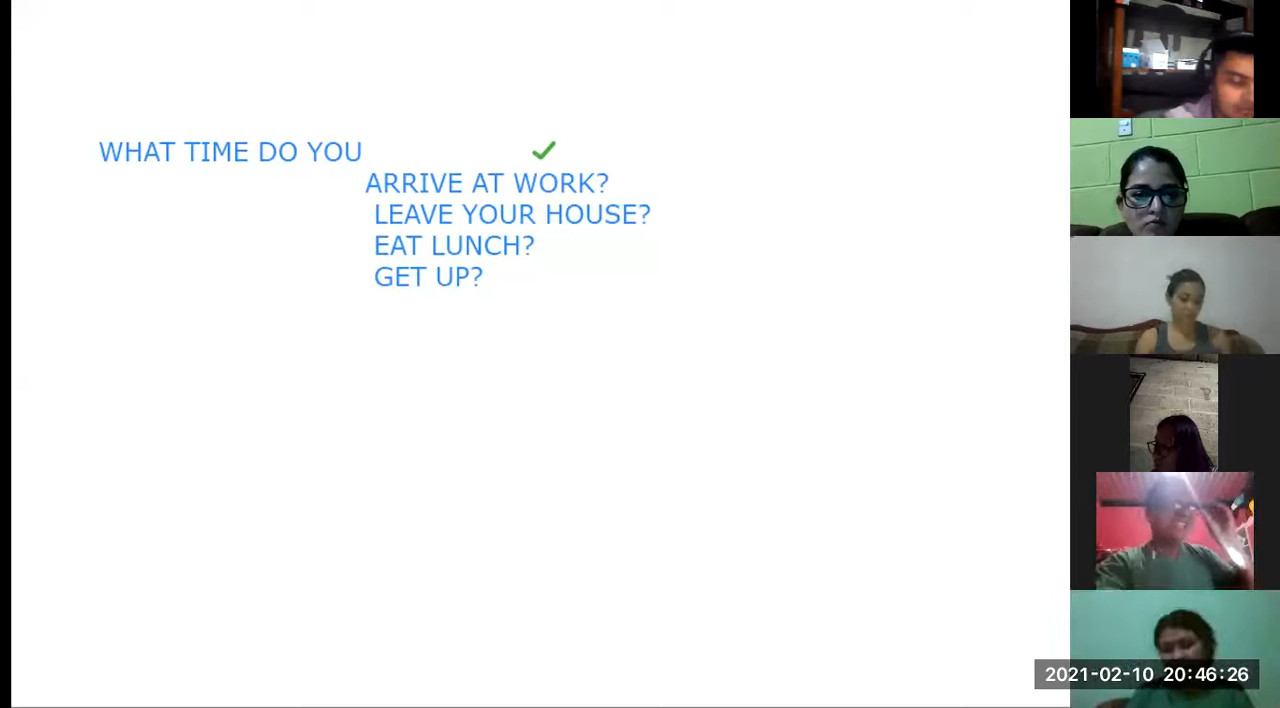 WHAT TIME DO YOU
ARRIVE AT WORK?
LEAVE YOUR HOUSE?
EAT LUNCH?
GET UP?
2021-02-10 20:46:26